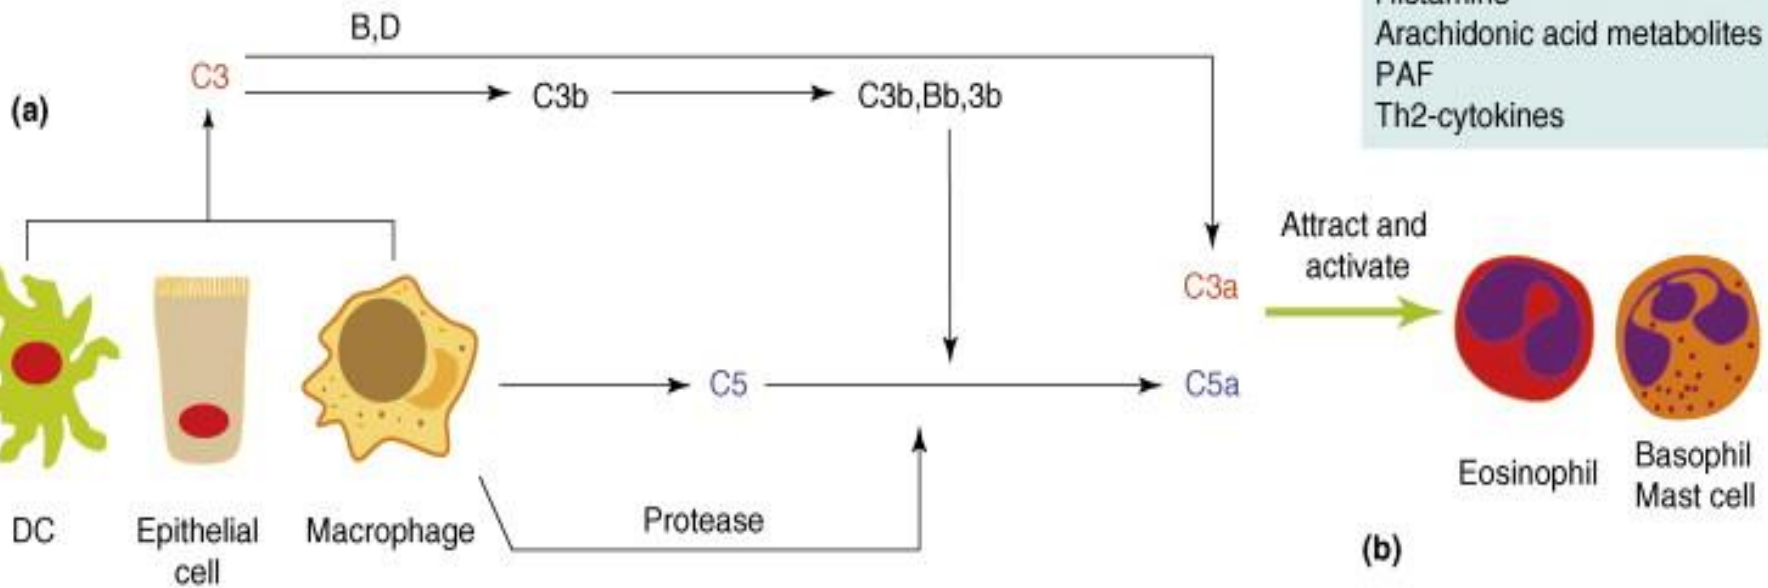 Histamine
Arachidonic acid metabolites
PAF
Th2-cytokines
B,D
C3
(a)
C3b
C3b,Bb,3b
Attract and
activate
C3a
C5
C5a
Eosinophil
Basophil
Mast cell
DC
Epithelial
cell
Macrophage
Protease
(b)